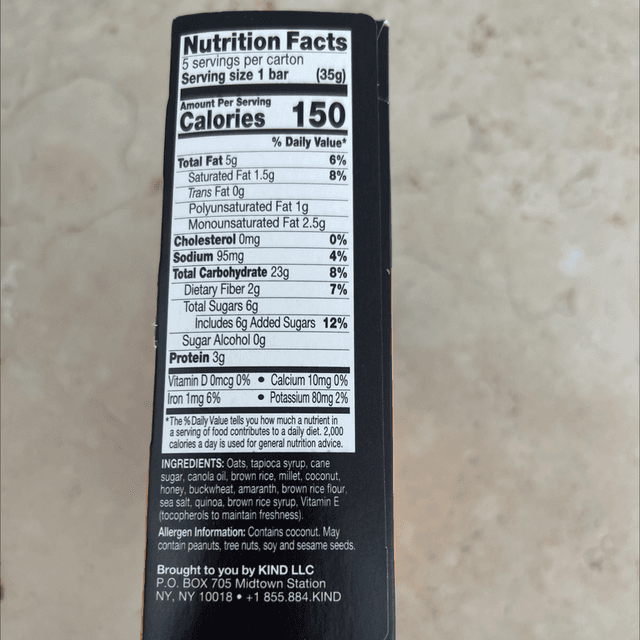 Nutrition Facts
5 servings per carton
Serving size 1 bar (35g)
Amount Per Serving
Calories 150
% Daily Value*
Total Fat 5g 6%
Saturated Fat 1.5g 8%
Trans Fat 0g
Polyunsaturated Fat 1g
Monounsaturated Fat 2.5g
Cholesterol 0mg 0%
Sodium 95mg 4%
Total Carbohydrate 23g 8%
Dietary Fiber 2g 7%
Total Sugars 6g
Includes 6g Added Sugars 12%
Sugar Alcohol 0g
Protein 3g
Vitamin D 0mcg 0% • Calcium 10mg 0%
Iron 1mg 6% • Potassium 80mg 2%
*The % Daily Value tells you how much a nutrient in
a serving of food contributes to a daily diet. 2,000
calories a day is used for general nutrition advice.
INGREDIENTS: Oats, tapioca syrup, cane
sugar, canola oil, brown rice, millet, coconut,
honey, buckwheat, amaranth, brown rice flour,
sea salt, quinoa, brown rice syrup, Vitamin E
(tocopherols to maintain freshness).
Allergen Information: Contains coconut. May
contain peanuts, tree nuts, soy and sesame seeds.
Brought to you by KIND LLC
P.O. BOX 705 Midtown Station
NY, NY 10018 • +1 855.884.KIND